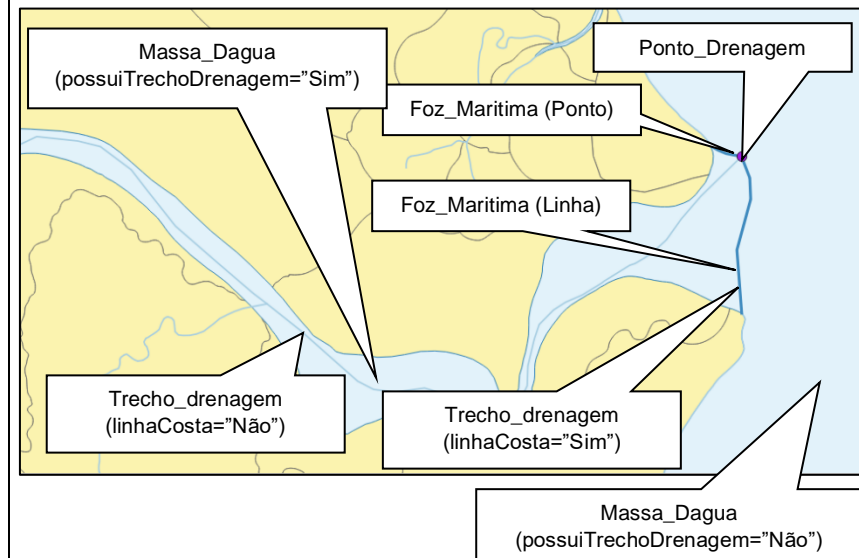 Massa_Dagua
(possuiTrechoDrenagem=”Sim”)
Ponto_Drenagem
Foz_Maritima (Ponto)
Foz_Maritima (Linha)
Trecho_drenagem
(linhaCosta=”Não”)
Trecho_drenagem
(linhaCosta=”Sim”)
Massa_Dagua
(possuiTrechoDrenagem=”Não”)